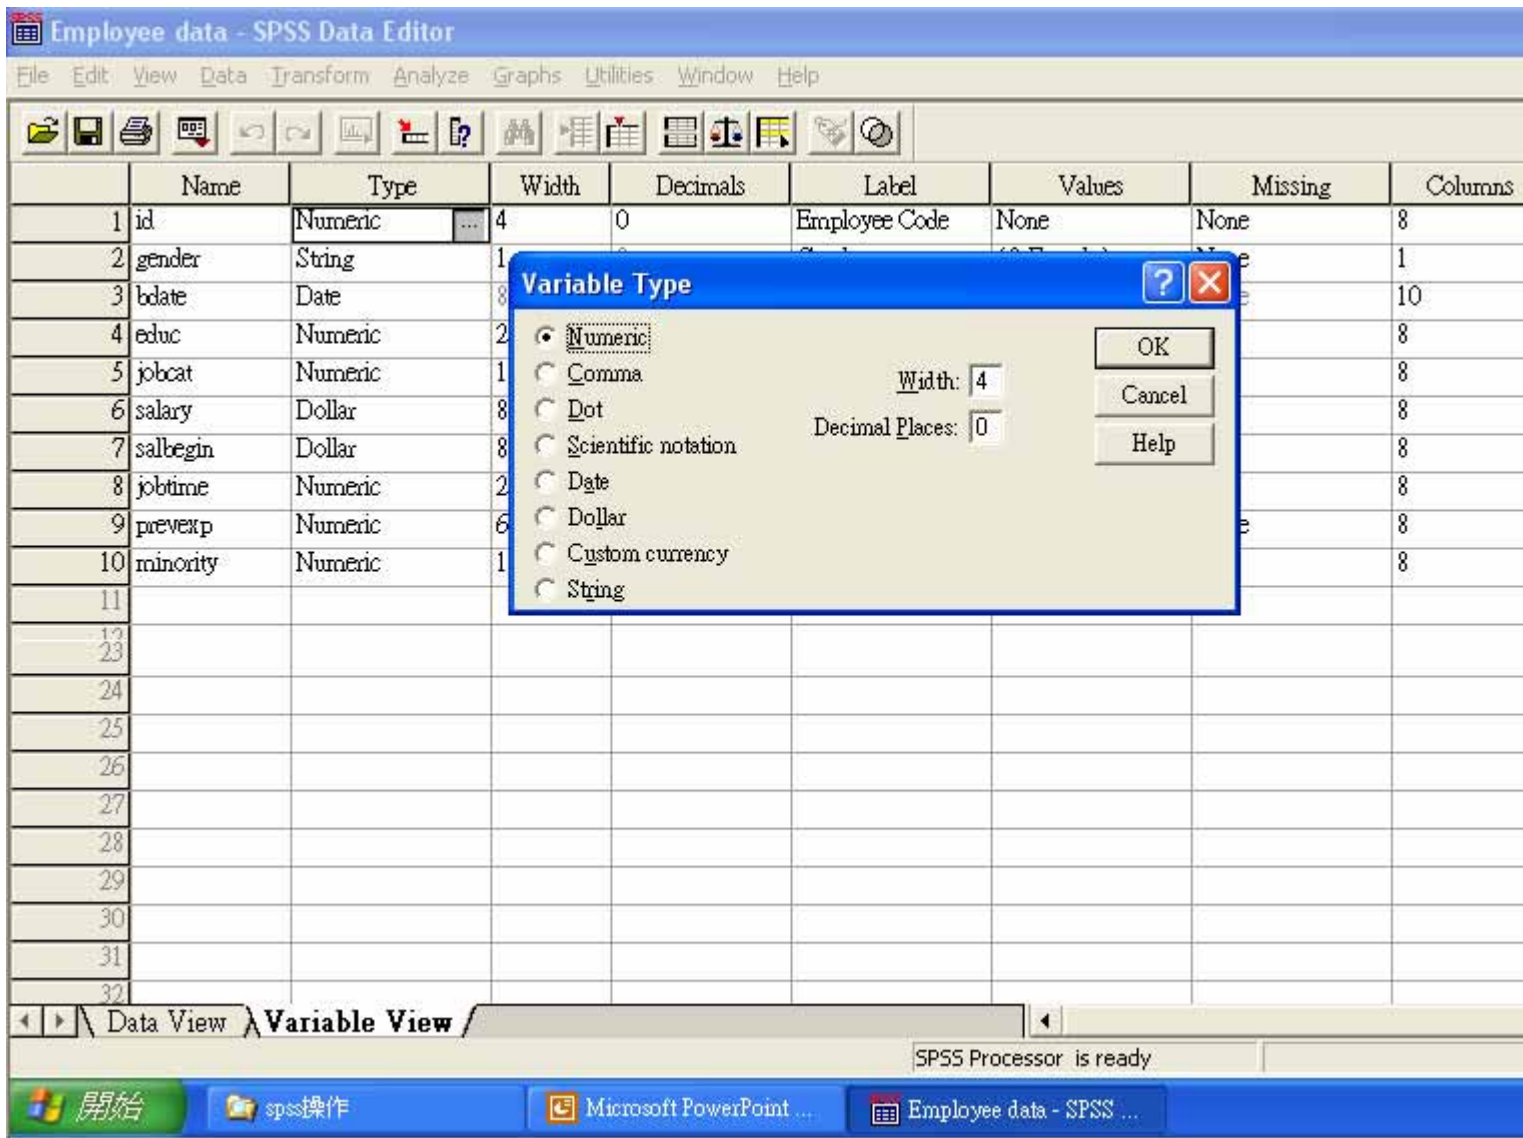 Employee data - SPSS Data Editor
File Edit View Data Transform Analyze Graphs Utilities Window Help
Name Type Width Decimals Label Values Missing Columns
1 id Numeric ... 4 0 Employee Code None None 8
2 gender String 1 1
3 bdate Date 8 10
4 educ Numeric 2 8
5 jobcat Numeric 1 8
6 salary Dollar 8 8
7 salbegin Dollar 8 8
8 jobtime Numeric 2 8
9 prevexp Numeric 6 8
10 minority Numeric 1 8
11
23
24
25
26
27
28
29
30
31
32
Variable Type
Numeric
Comma
Dot
Scientific notation
Date
Dollar
Custom currency
String
Width: 4
Decimal Places: 0
OK
Cancel
Help
Data View Variable View
SPSS Processor is ready
開始 spss操作 Microsoft PowerPoint ... Employee data - SPSS ...